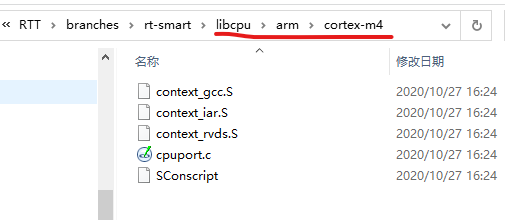 « RTT › branches › rt-smart › libcpu › arm › cortex-m4
名称 修改日期
context_gcc.S 2020/10/27 16:24
context_iar.S 2020/10/27 16:24
context_rvds.S 2020/10/27 16:24
cpuport.c 2020/10/27 16:24
SConscript 2020/10/27 16:24